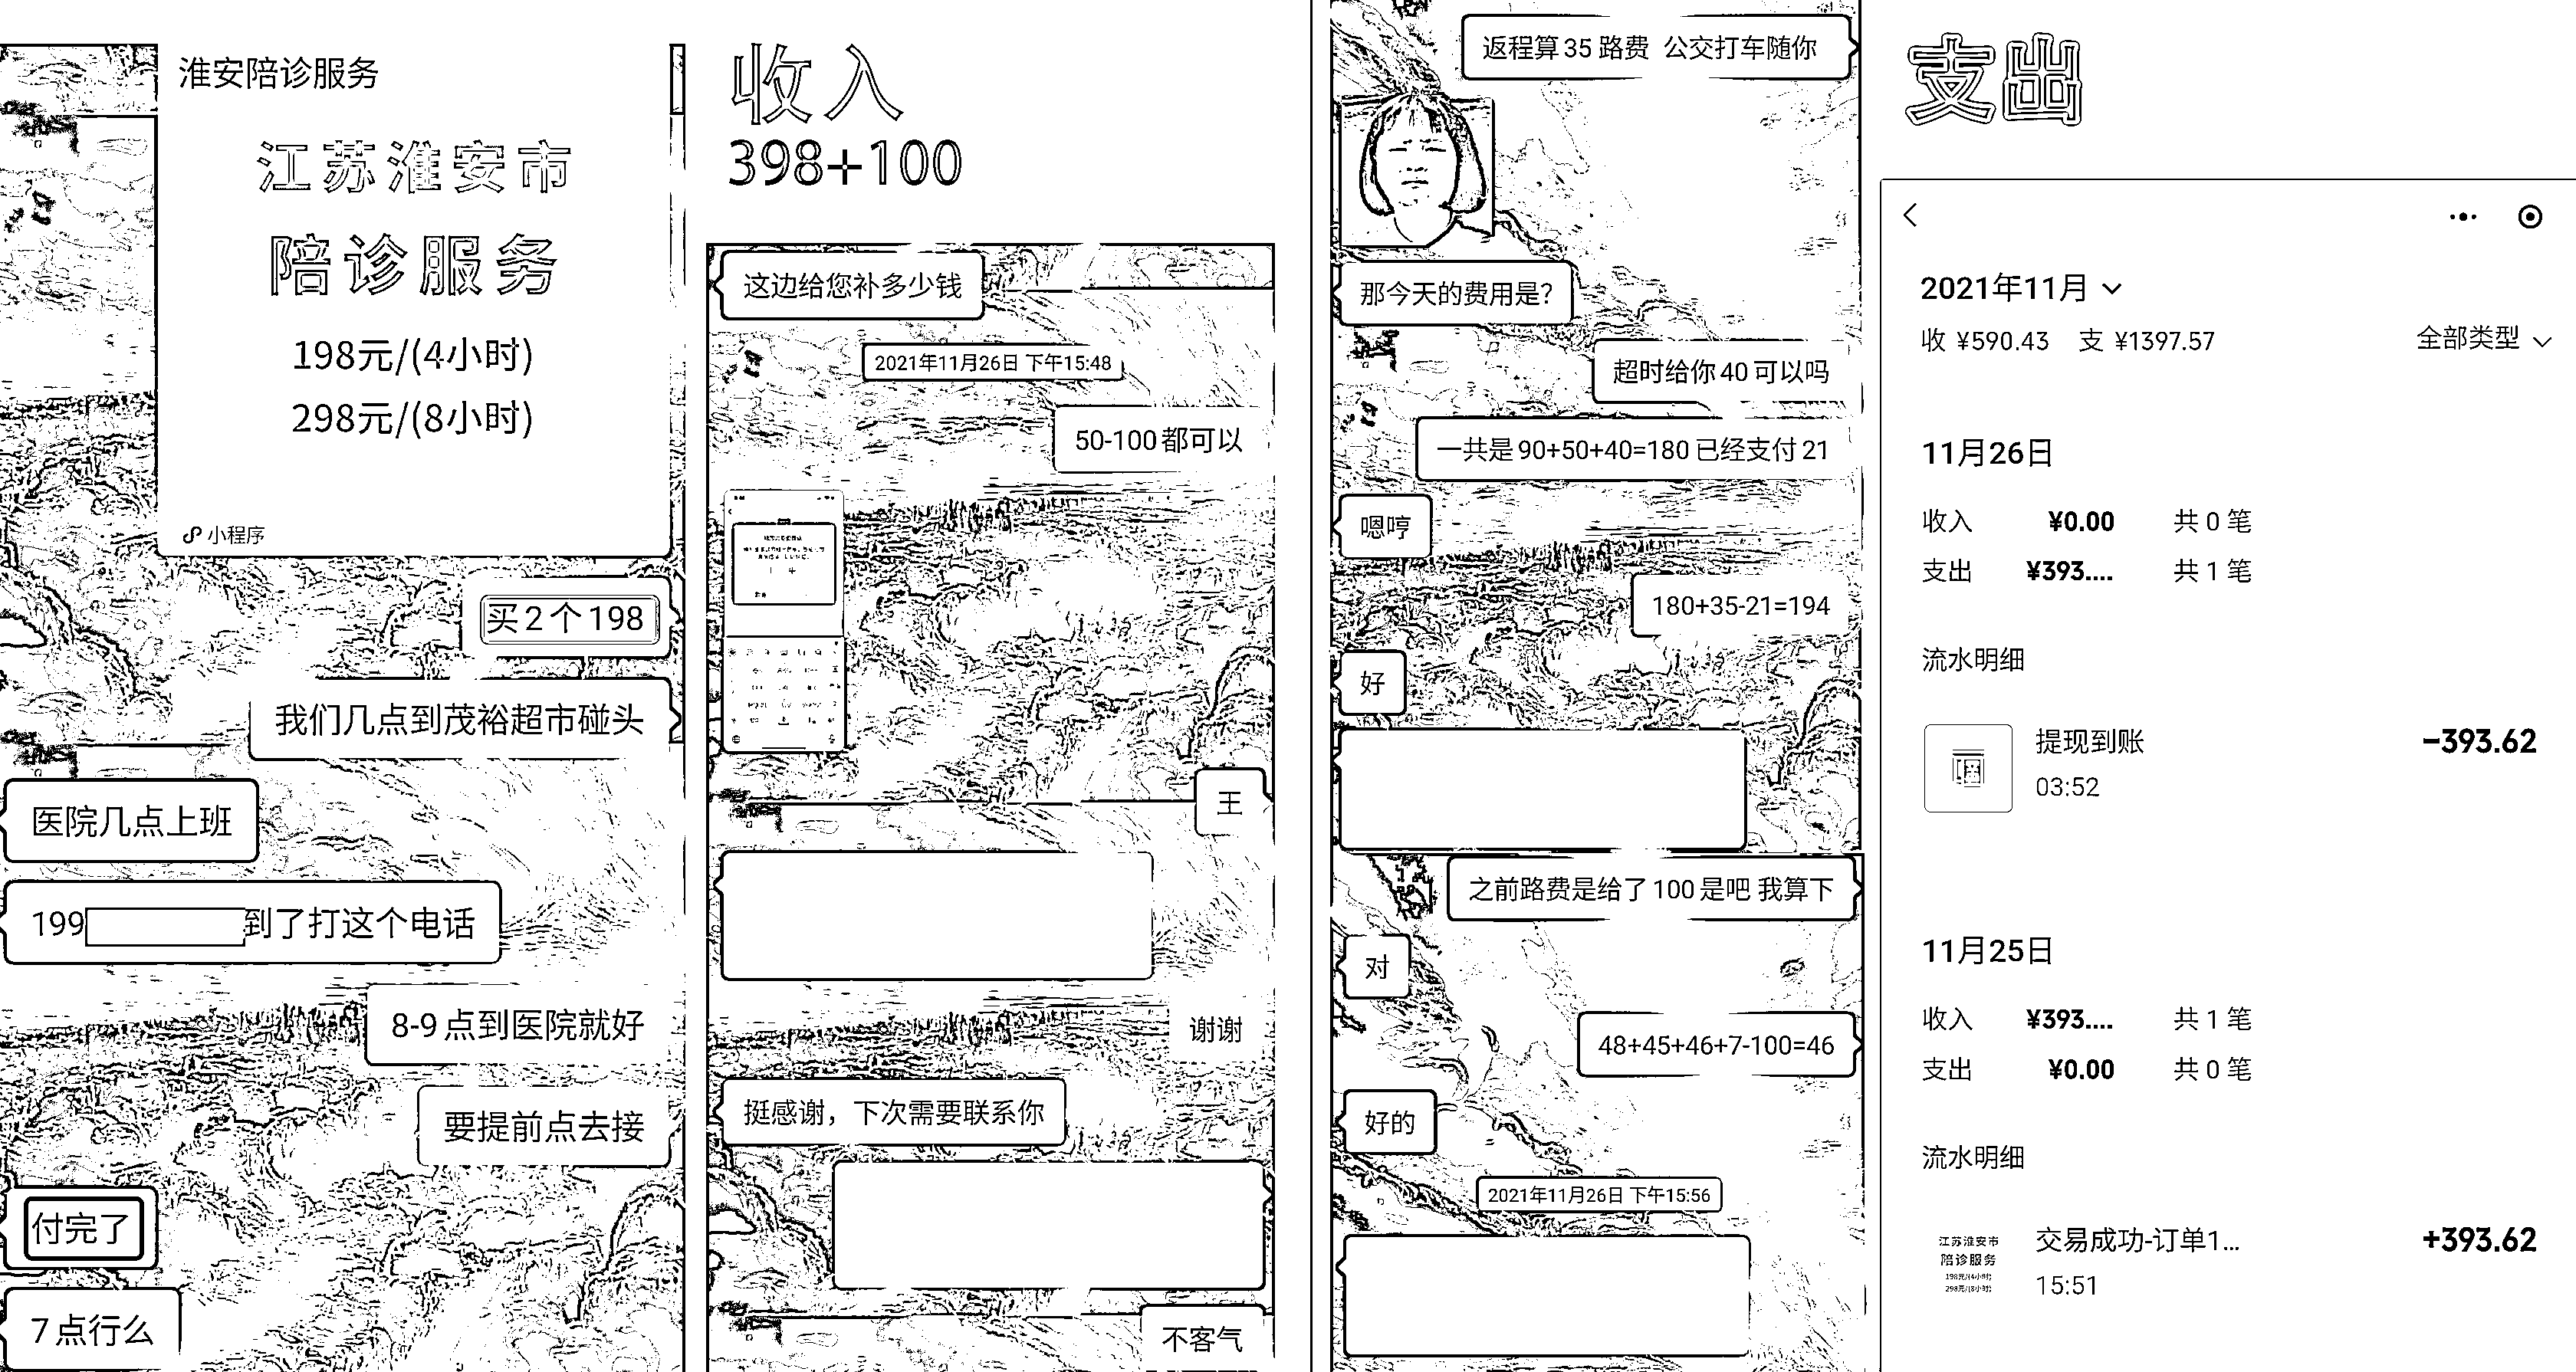 淮安陪诊服务
江苏淮安市
陪诊服务
198元/(4小时)
298元/(8小时)
小程序
买2个198
我们几点到茂裕超市碰头
医院几点上班
199
到了打这个电话
8-9点到医院就好
要提前点去接
付完了
7点行么
收入
398+100
这边给您补多少钱
2021年11月26日 下午15:48
50-100都可以
王
谢谢
挺感谢，下次需要联系你
不客气
返程算35路费 公交打车随你
那今天的费用是?
超时给你40可以吗
一共是90+50+40=180已经支付21
嗯哼
180+35-21=194
好
之前路费是给了100是吧 我算下
对
48+45+46+7-100=46
好的
2021年11月26日 下午15:56
支出
2021年11月
收 ¥590.43 支 ¥1397.57
全部类型
11月26日
收入 ¥0.00 共0笔
支出 ¥393.... 共1笔
流水明细
提现到账
-393.62
03:52
11月25日
收入 ¥393.... 共1笔
支出 ¥0.00 共0笔
流水明细
江苏淮安市
陪诊服务
198元/(4小时)
298元/(8小时)
交易成功-订单1...
+393.62
15:51